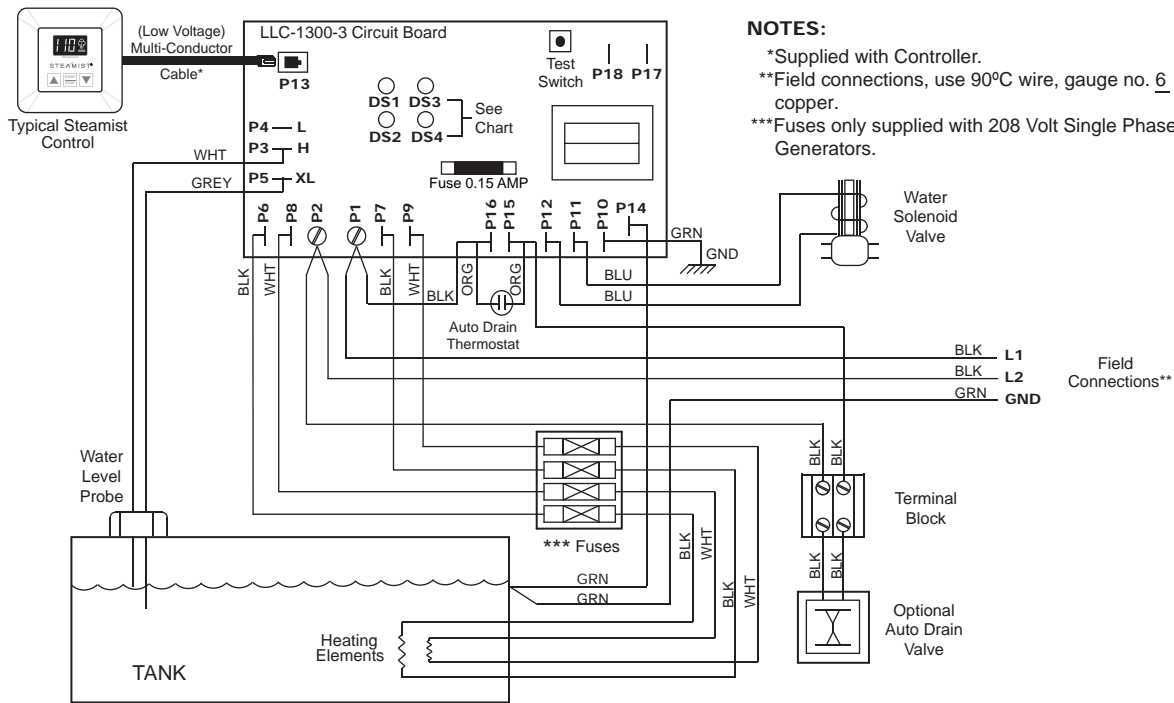 110
STEAMIST
Typical Steamist
Control
(Low Voltage)
Multi-Conductor
Cable*
LLC-1300-3 Circuit Board
P13
DS1
DS3
DS2
DS4
See
Chart
Test
Switch
P18
P17
P4
L
P3
H
P5
XL
WHT
GREY
Fuse 0.15 AMP
P6
P8
P2
P1
P7
P9
P16
P15
P12
P11
P10
P14
BLK
WHT
BLK
WHT
BLK
ORG
ORG
GRN
GND
BLU
BLU
Auto Drain
Thermostat
NOTES:
*Supplied with Controller.
**Field connections, use 90ºC wire, gauge no. 6
copper.
***Fuses only supplied with 208 Volt Single Phase
Generators.
Water
Solenoid
Valve
BLK
L1
BLK
L2
GRN
GND
Field
Connections**
Water
Level
Probe
*** Fuses
BLK
WHT
BLK
WHT
GRN
GRN
Heating
Elements
TANK
BLK
BLK
Terminal
Block
BLK
BLK
Optional
Auto Drain
Valve